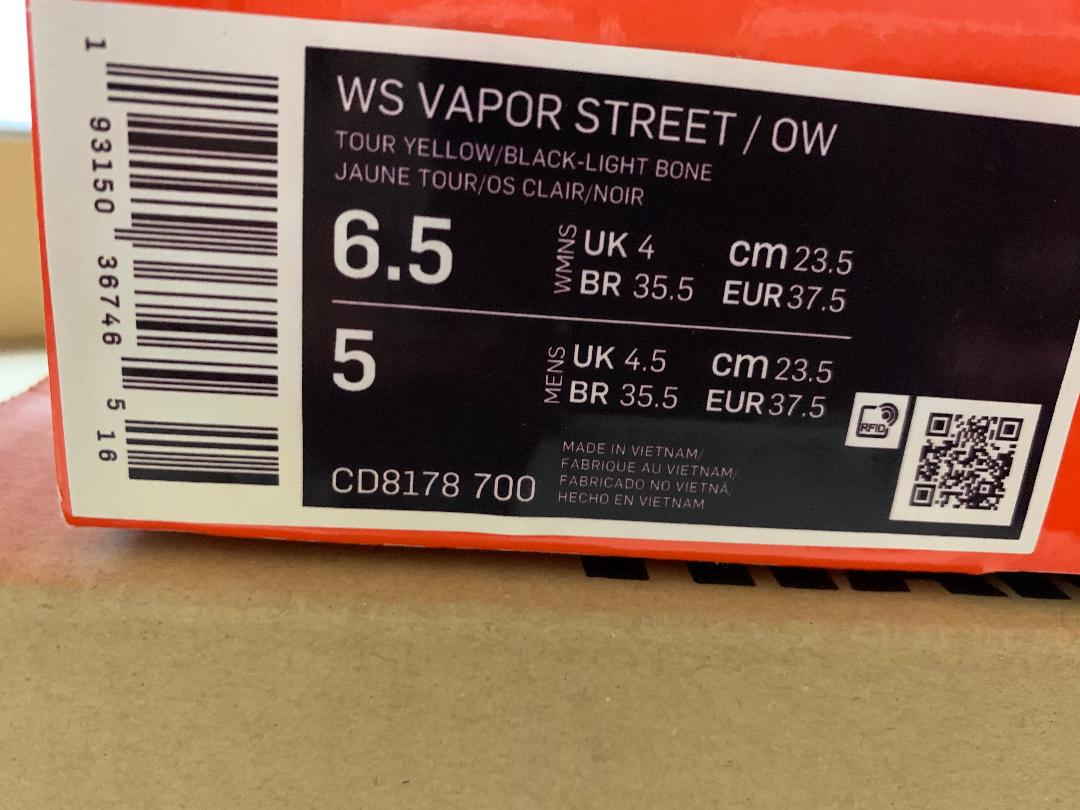 1 93150 36746 5 16
WS VAPOR STREET / OW
TOUR YELLOW/BLACK-LIGHT BONE
JAUNE TOUR/OS CLAIR/NOIR
6.5 WMNS UK 4 cm 23.5
BR 35.5 EUR 37.5
5 MENS UK 4.5 cm 23.5
BR 35.5 EUR 37.5
RFID
MADE IN VIETNAM/
FABRIQUE AU VIETNAM/
FABRICADO NO VIETNÃ/
HECHO EN VIETNAM
CD8178 700